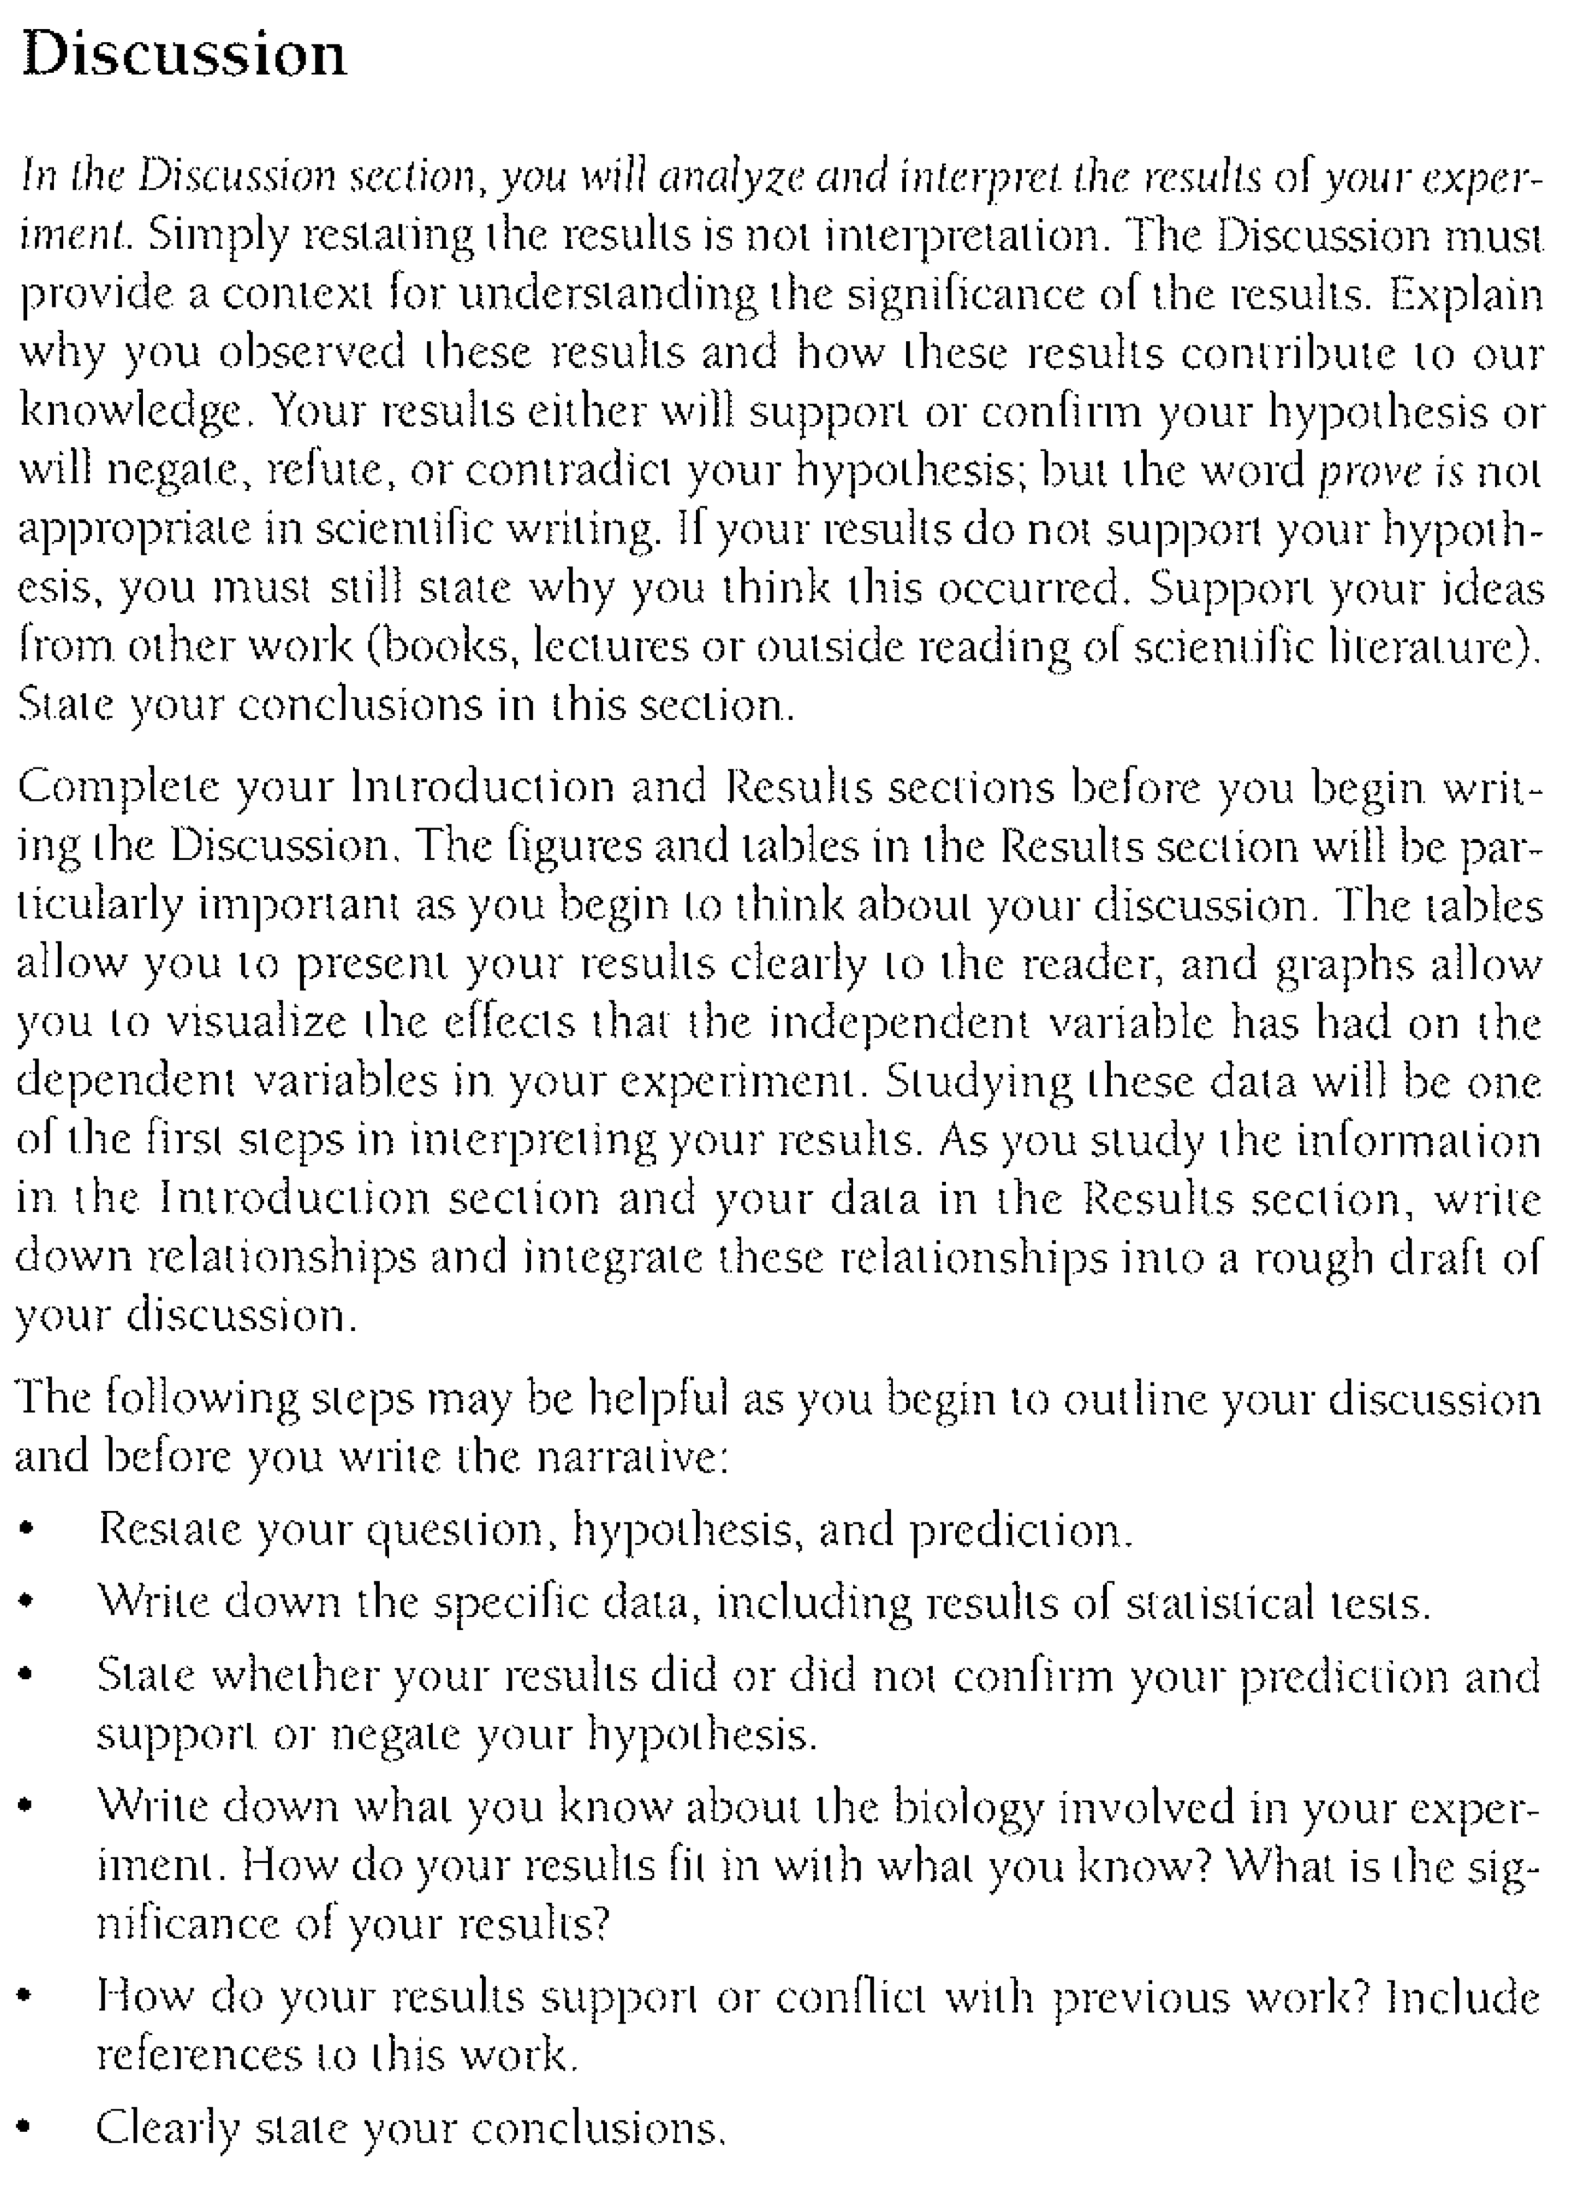 Discussion
In the Discussion section, you will analyze and interpret the results of your exper-
iment. Simply restating the results is not interpretation. The Discussion must
provide a context for understanding the significance of the results. Explain
why you observed these results and how these results contribute to our
knowledge. Your results either will support or confirm your hypothesis or
will negate, refute, or contradict your hypothesis; but the word prove is not
appropriate in scientific writing. If your results do not support your hypoth-
esis, you must still state why you think this occurred. Support your ideas
from other work (books, lectures or outside reading of scientific literature).
State your conclusions in this section.
Complete your Introduction and Results sections before you begin writ-
ing the Discussion. The figures and tables in the Results section will be par-
ticularly important as you begin to think about your discussion. The tables
allow you to present your results clearly to the reader, and graphs allow
you to visualize the effects that the independent variable has had on the
dependent variables in your experiment. Studying these data will be one
of the first steps in interpreting your results. As you study the information
in the Introduction section and your data in the Results section, write
down relationships and integrate these relationships into a rough draft of
your discussion.
The following steps may be helpful as you begin to outline your discussion
and before you write the narrative:
• Restate your question, hypothesis, and prediction.
• Write down the specific data, including results of statistical tests.
• State whether your results did or did not confirm your prediction and
support or negate your hypothesis.
• Write down what you know about the biology involved in your exper-
iment. How do your results fit in with what you know? What is the sig-
nificance of your results?
• How do your results support or conflict with previous work? Include
references to this work.
• Clearly state your conclusions.